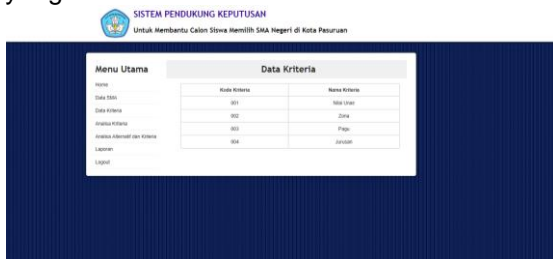 SISTEM PENDUKUNG KEPUTUSAN
Untuk Membantu Calon Siswa Memilih SMA Negeri di Kota Pasuruan
Menu Utama
Home
Data SMA
Data Kriteria
Analisa Kriteria
Analisa Alternatif dan Kriteria
Laporan
Logout
Data Kriteria
Kode Kriteria Nama Kriteria
001 Nilai Unas
002 Zona
003 Pagu
004 Jurusan